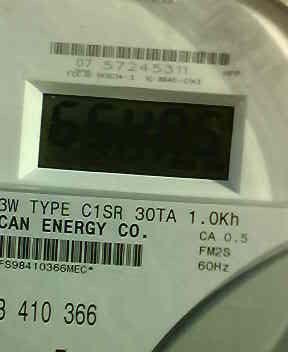 07 57245311
3W TYPE C1SR 30TA 1.0Kh
CAN ENERGY CO.
CA 0.5
FM2S
60Hz
FS98410366MEC*
410 366